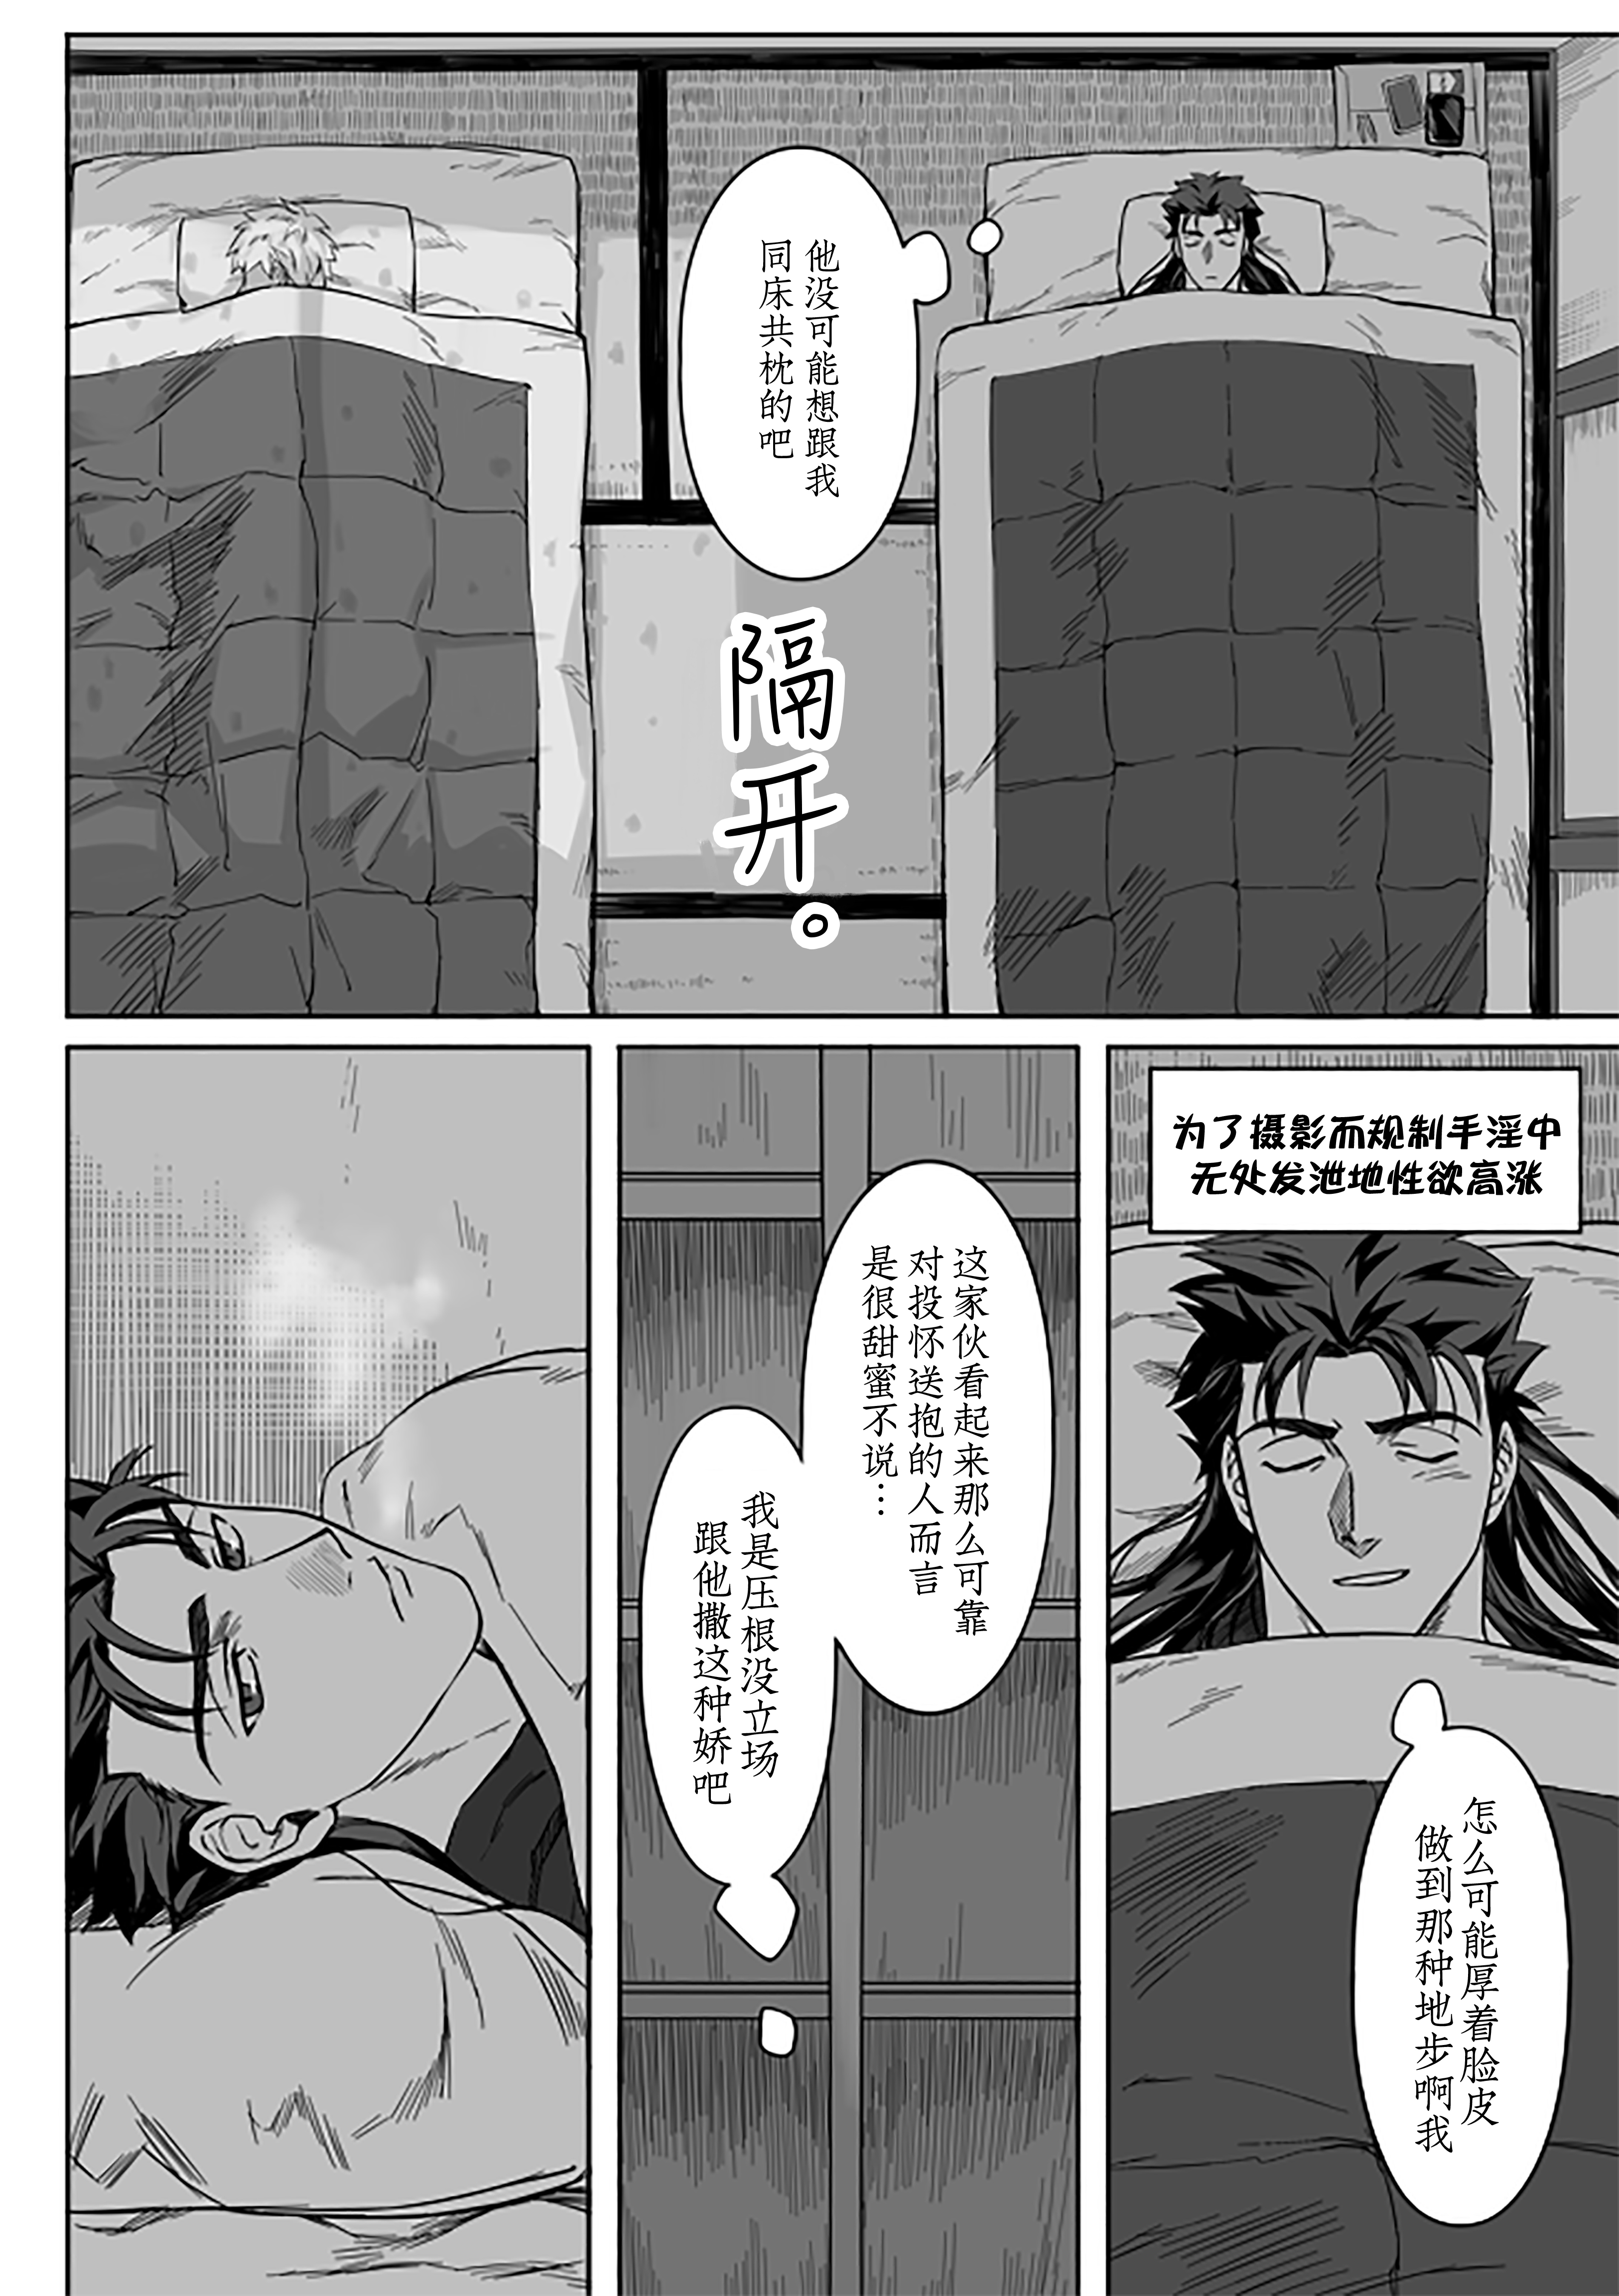 他没可能想跟我
同床共枕的吧
隔开。
为了摄影而规制手淫中
无处发泄地性欲高涨
怎么可能厚着脸皮
做到那种地步啊我
这家伙看起来那么可靠
对投怀送抱的人而言
是很甜蜜不说…
我是压根没立场
跟他撒这种娇吧